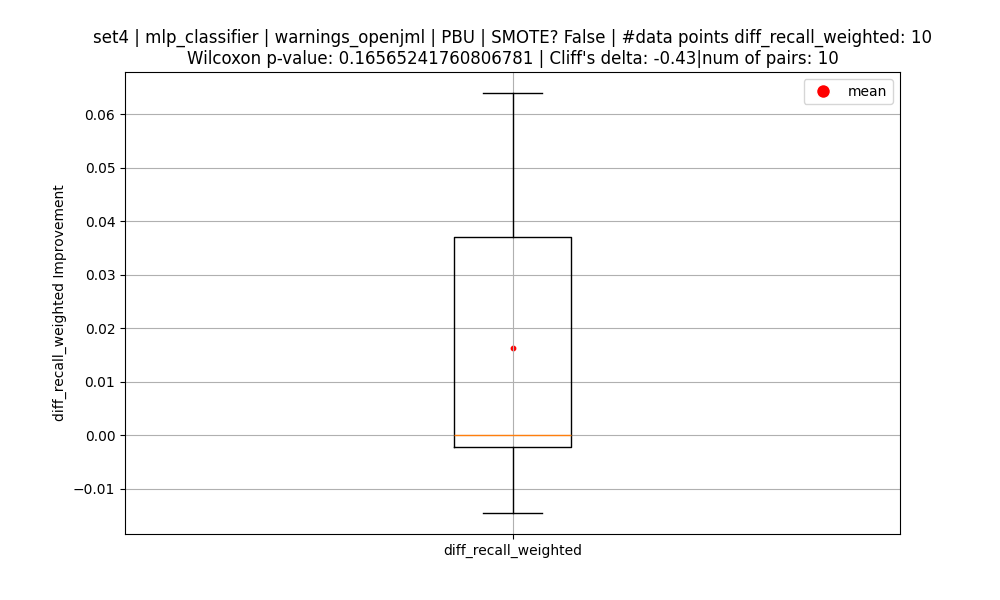 set4 | mlp_classifier | warnings_openjml | PBU | SMOTE? False | #data points diff_recall_weighted: 10
Wilcoxon p-value: 0.16565241760806781 | Cliff's delta: -0.43|num of pairs: 10
mean
0.06
0.05
0.04
0.03
0.02
0.01
0.00
−0.01
diff_recall_weighted Improvement
diff_recall_weighted